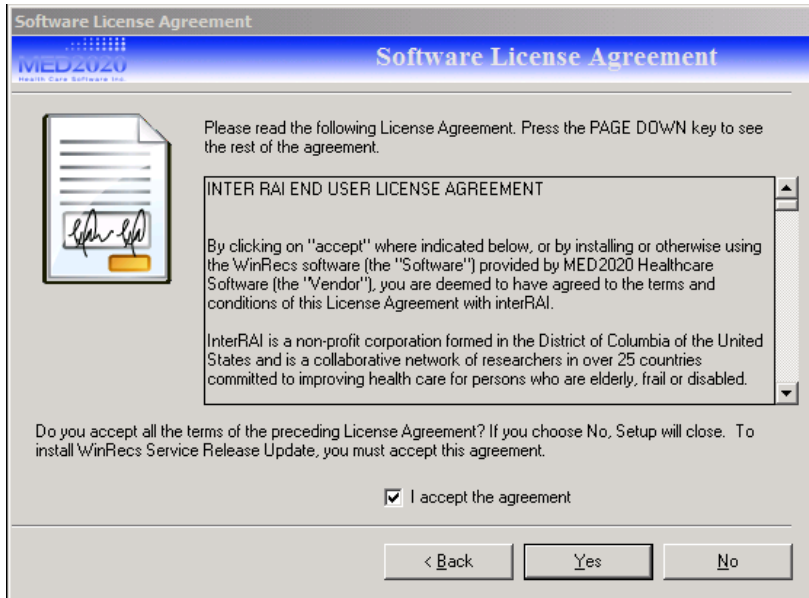 Software License Agreement
MED2020
Health Care Software Inc.
Software License Agreement
Please read the following License Agreement. Press the PAGE DOWN key to see
the rest of the agreement.
INTER RAI END USER LICENSE AGREEMENT
By clicking on "accept" where indicated below, or by installing or otherwise using
the WinRecs software (the "Software") provided by MED2020 Healthcare
Software (the "Vendor"), you are deemed to have agreed to the terms and
conditions of this License Agreement with interRAI.
InterRAI is a non-profit corporation formed in the District of Columbia of the United
States and is a collaborative network of researchers in over 25 countries
committed to improving health care for persons who are elderly, frail or disabled.
Do you accept all the terms of the preceding License Agreement? If you choose No, Setup will close. To
install WinRecs Service Release Update, you must accept this agreement.
I accept the agreement
< Back
Yes
No